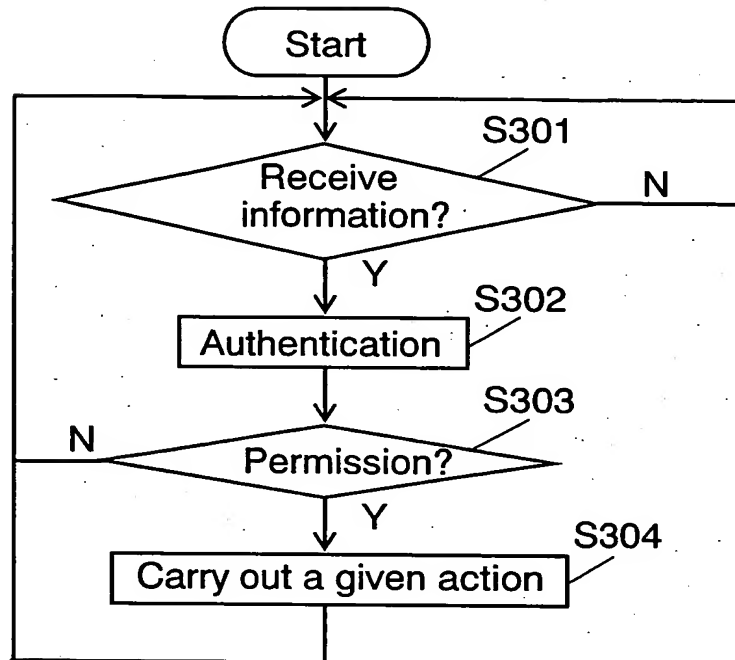 Start
S301
Receive
information?
N
Y
S302
Authentication
S303
N
Permission?
Y
S304
Carry out a given action